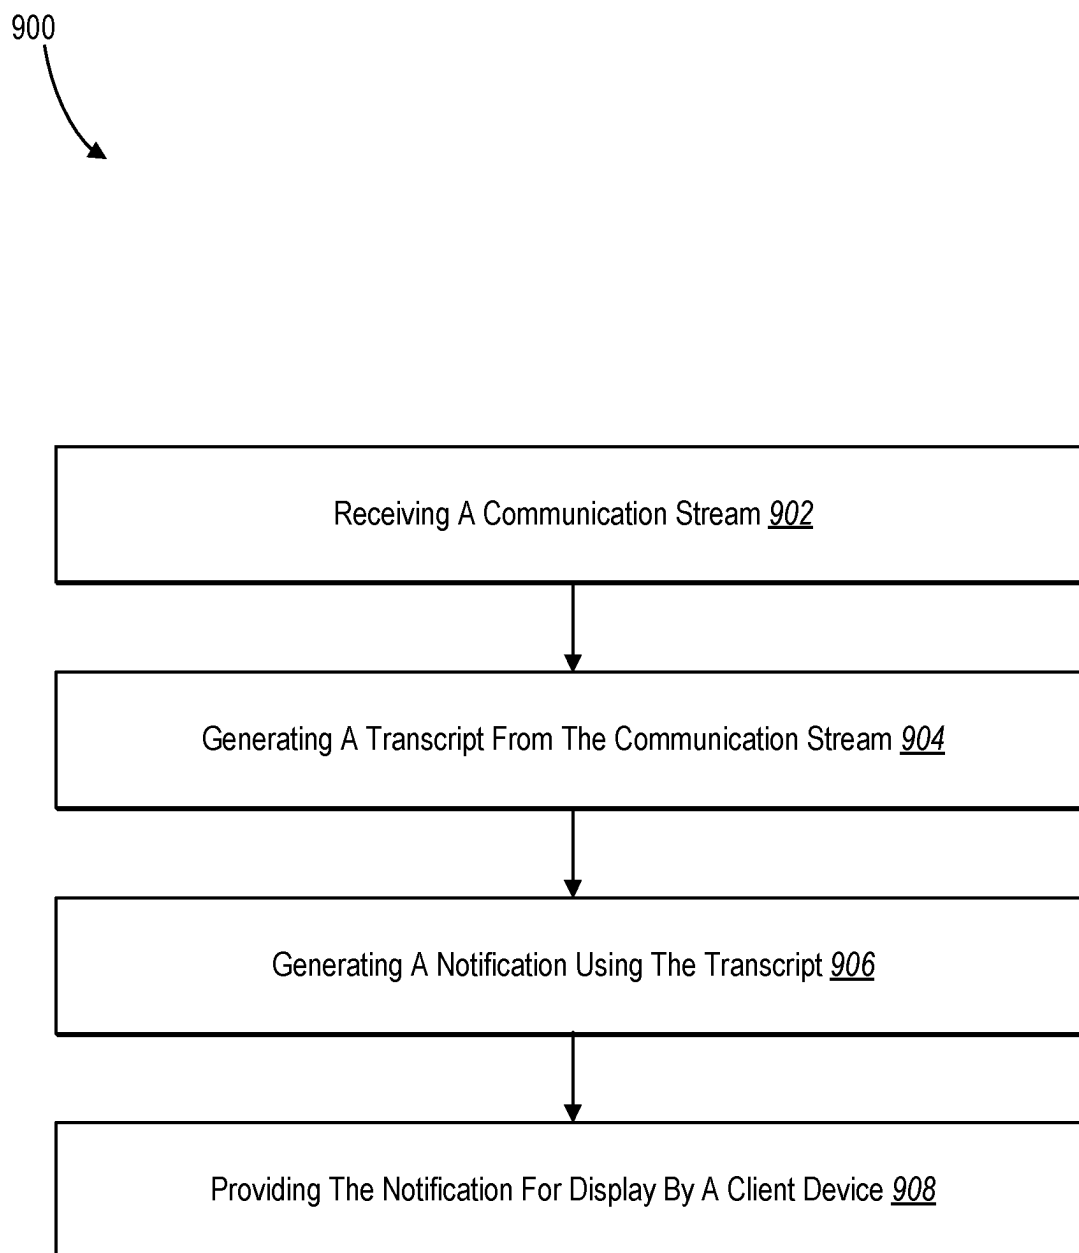 900
Receiving A Communication Stream 902
Generating A Transcript From The Communication Stream 904
Generating A Notification Using The Transcript 906
Providing The Notification For Display By A Client Device 908